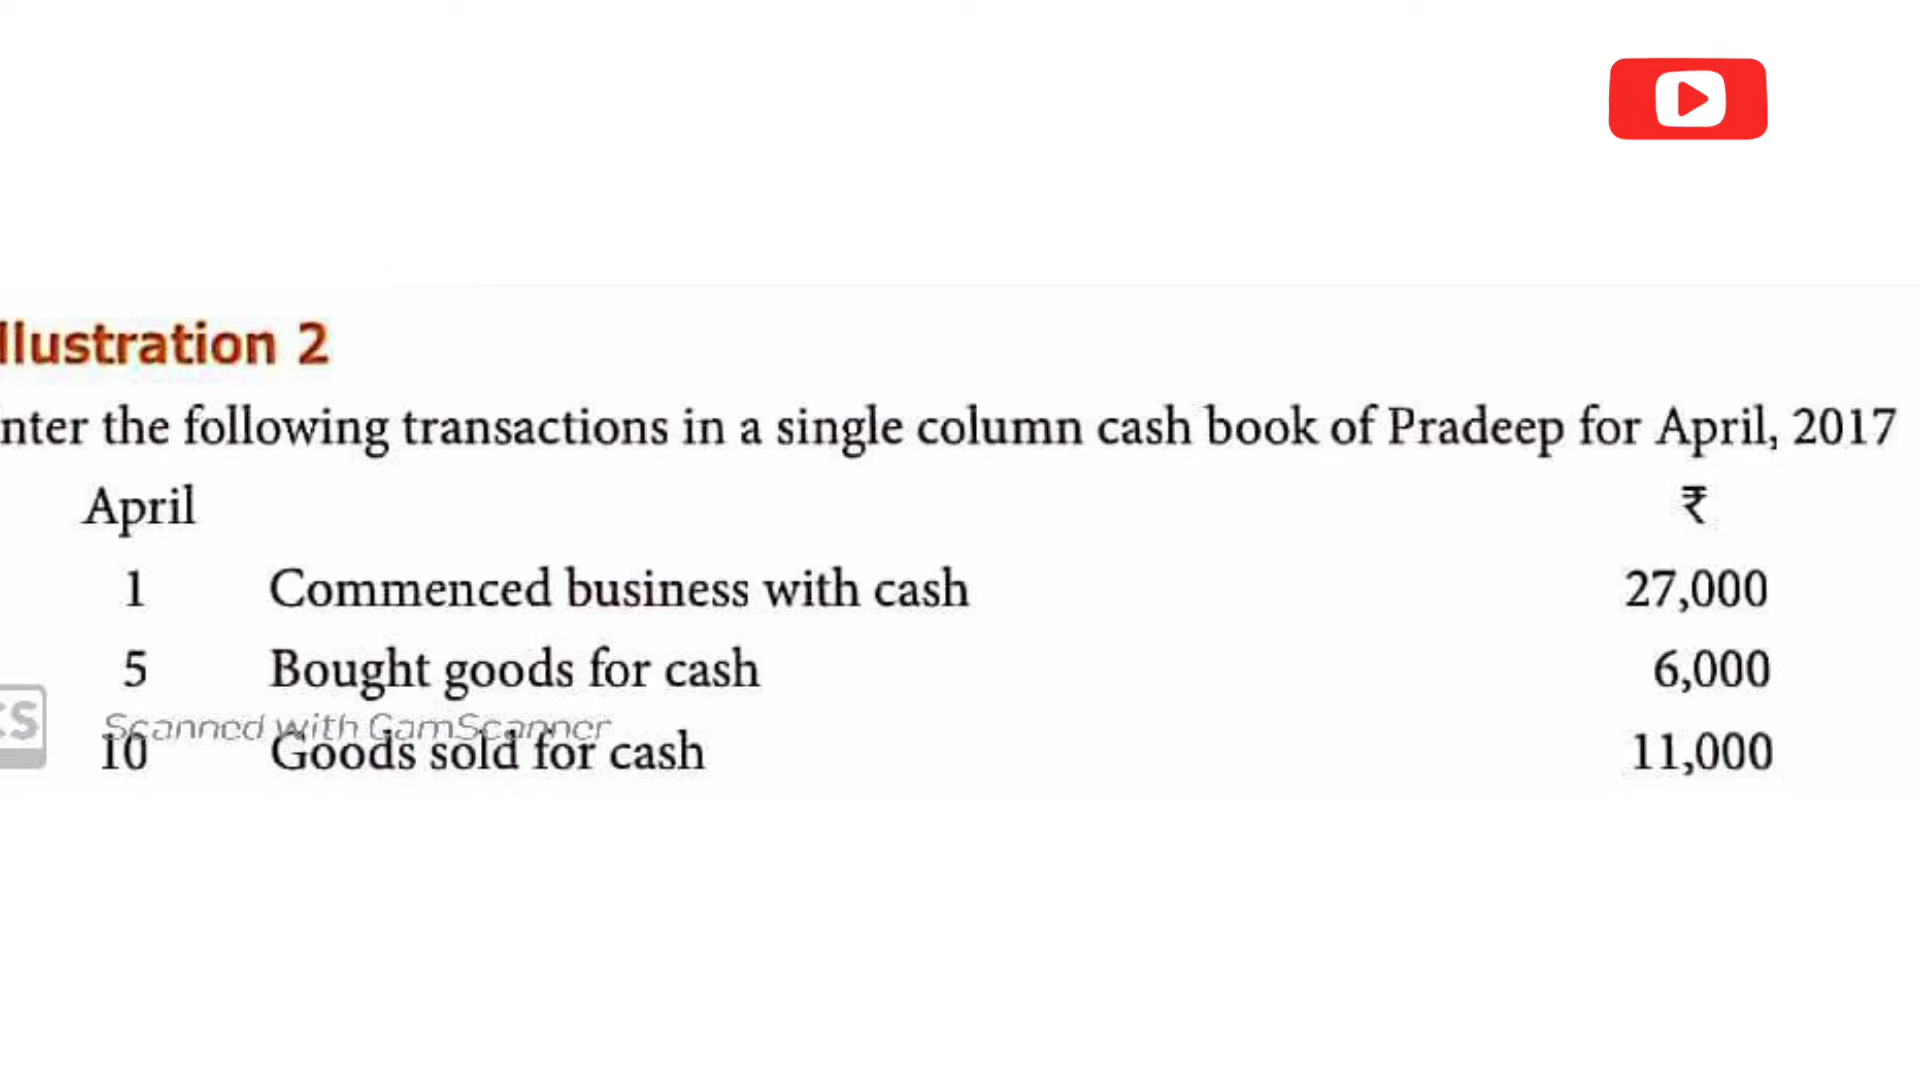 llustration 2
nter the following transactions in a single column cash book of Pradeep for April, 2017
April ₹
1 Commenced business with cash 27,000
5 Bought goods for cash 6,000
CS Scanned with CamScanner
10 Goods sold for cash 11,000